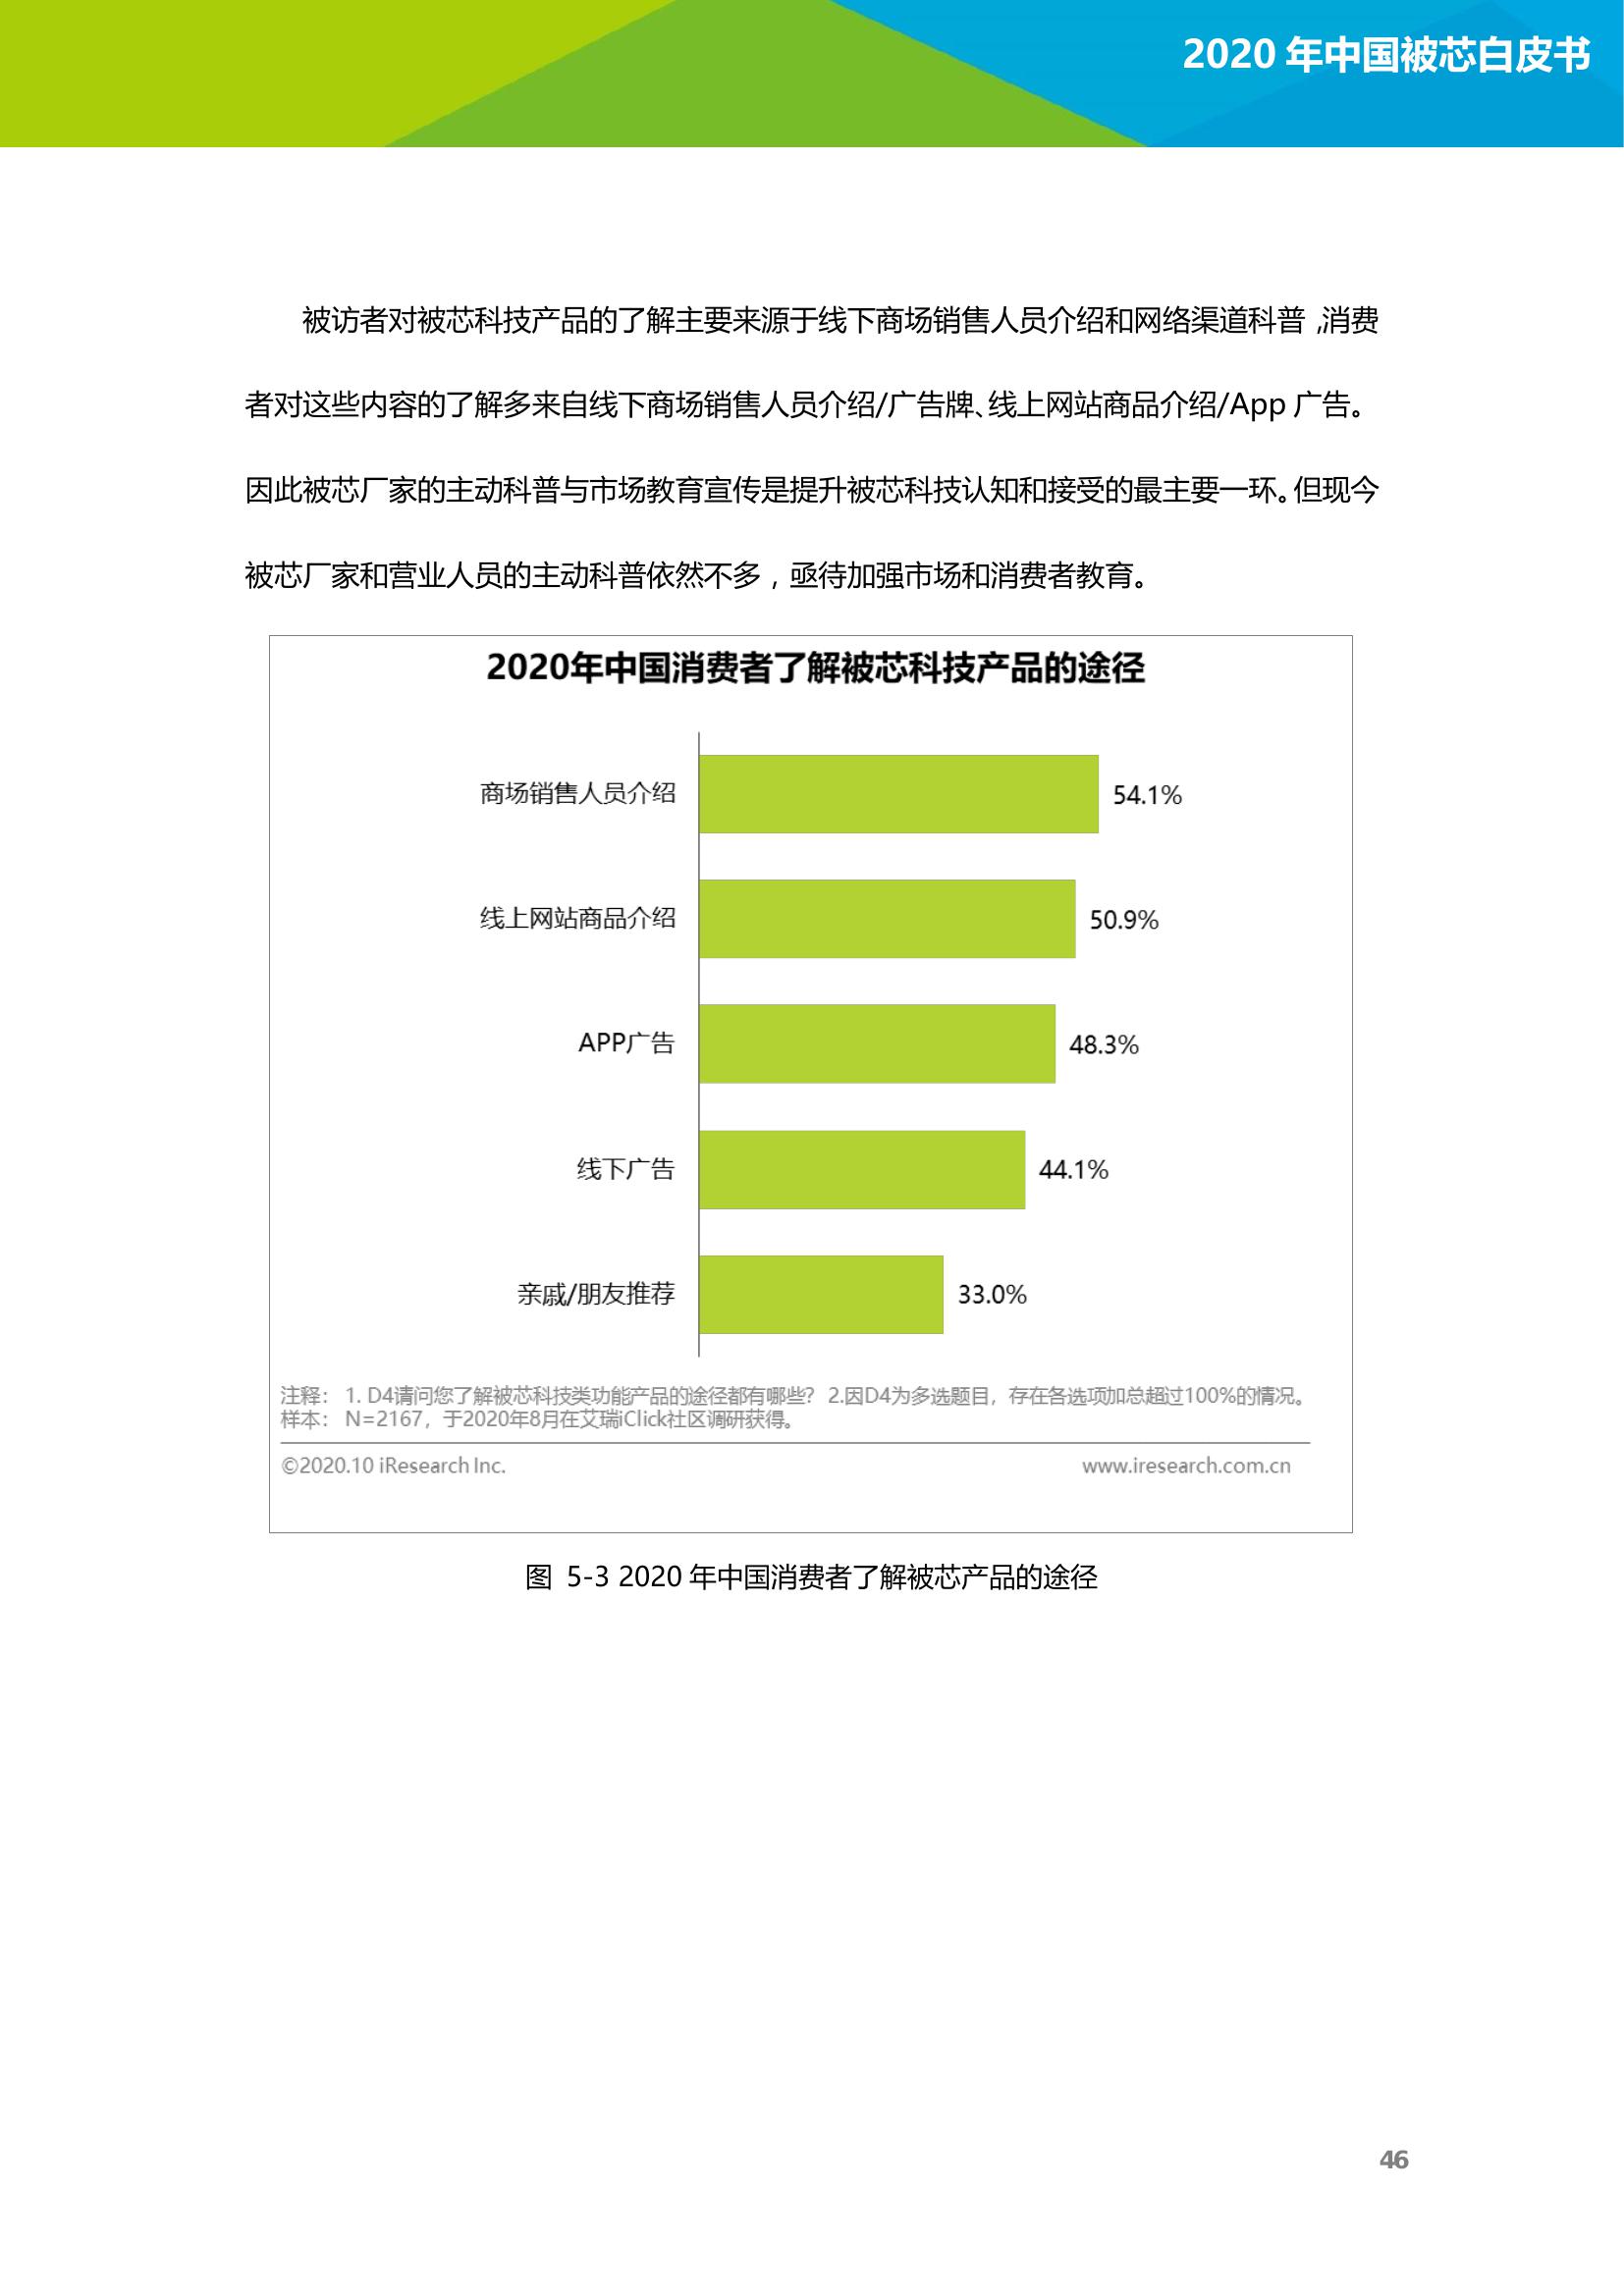 2020 年中国被芯白皮书
被访者对被芯科技产品的了解主要来源于线下商场销售人员介绍和网络渠道科普,消费
者对这些内容的了解多来自线下商场销售人员介绍/广告牌、线上网站商品介绍/App 广告。
因此被芯厂家的主动科普与市场教育宣传是提升被芯科技认知和接受的最主要一环。但现今
被芯厂家和营业人员的主动科普依然不多，亟待加强市场和消费者教育。
2020年中国消费者了解被芯科技产品的途径
商场销售人员介绍 54.1%
线上网站商品介绍 50.9%
APP广告 48.3%
线下广告 44.1%
亲戚/朋友推荐 33.0%
注释： 1. D4请问您了解被芯科技类功能产品的途径都有哪些？ 2.因D4为多选题目，存在各选项加总超过100%的情况。
样本： N=2167，于2020年8月在艾瑞iClick社区调研获得。
©2020.10 iResearch Inc. www.iresearch.com.cn
图 5-3 2020 年中国消费者了解被芯产品的途径
46